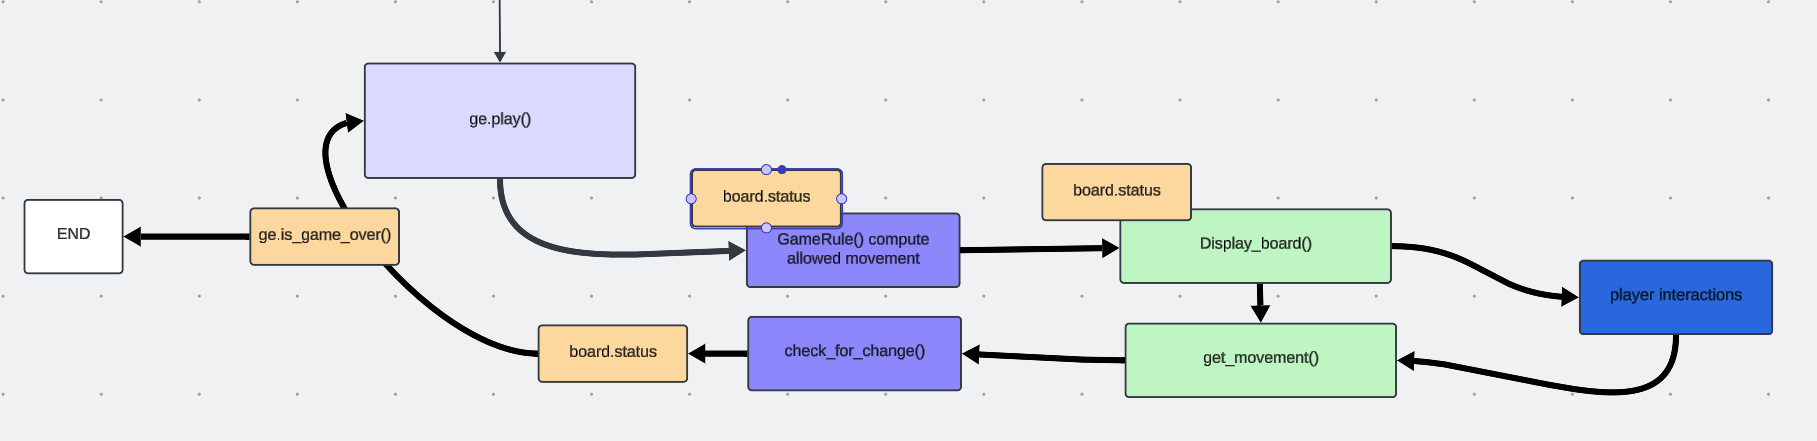 ge.play()
board.status
board.status
END
ge.is_game_over()
GameRule() compute
allowed movement
Display_board()
player interactions
board.status
check_for_change()
get_movement()